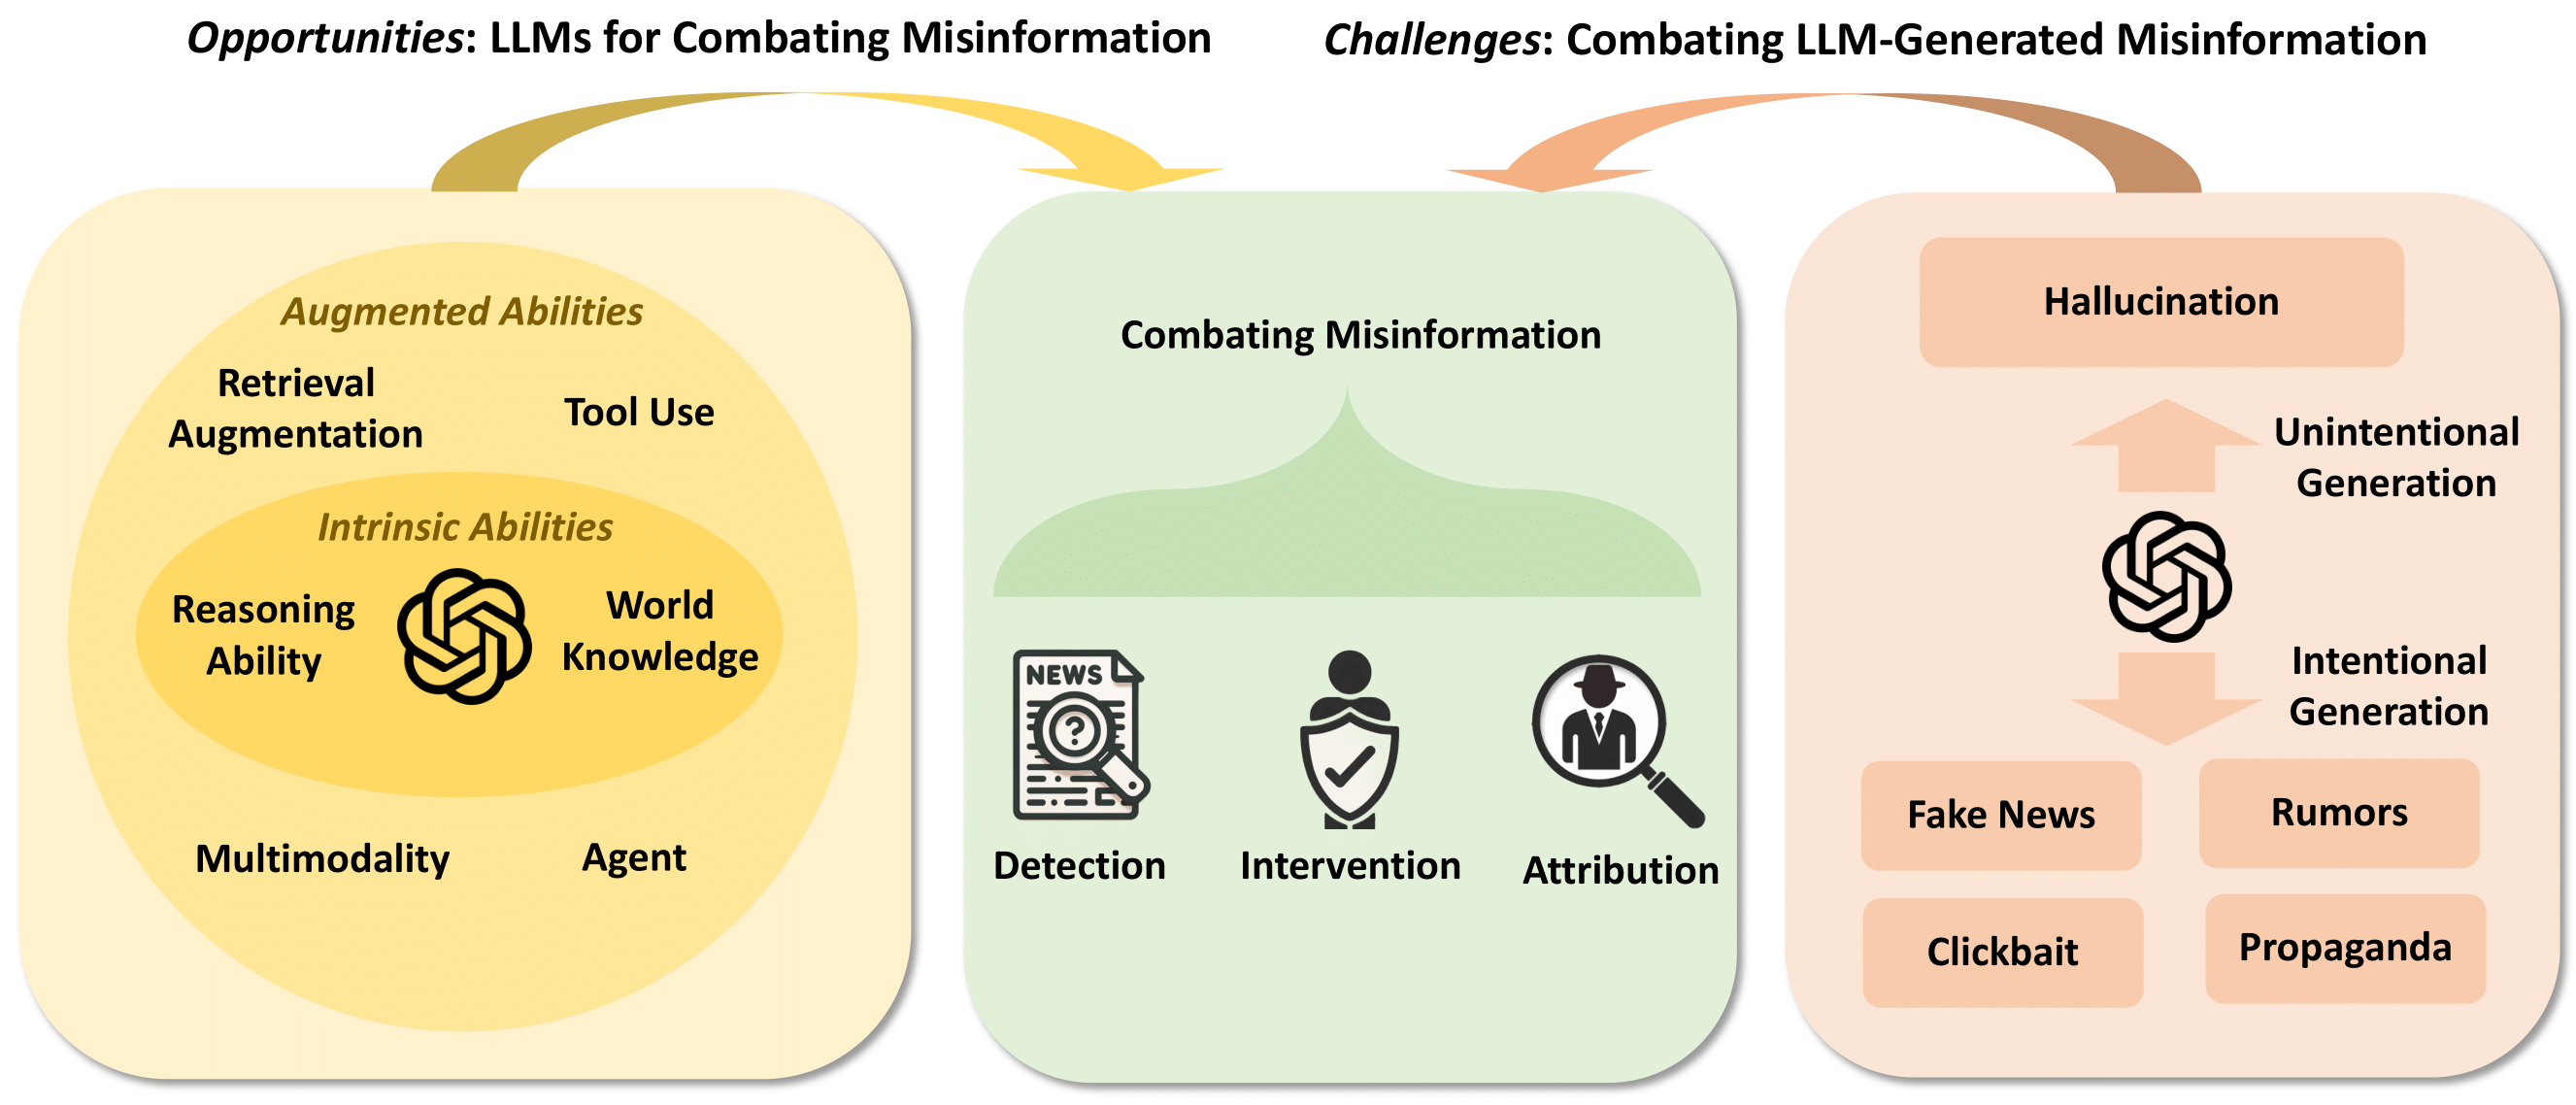 Opportunities: LLMs for Combating Misinformation
Challenges: Combating LLM-Generated Misinformation
Augmented Abilities
Retrieval
Augmentation
Tool Use
Intrinsic Abilities
Reasoning
Ability
World
Knowledge
Multimodality
Agent
Combating Misinformation
NEWS
?
Detection
Intervention
Attribution
Hallucination
Unintentional
Generation
Intentional
Generation
Fake News
Rumors
Clickbait
Propaganda